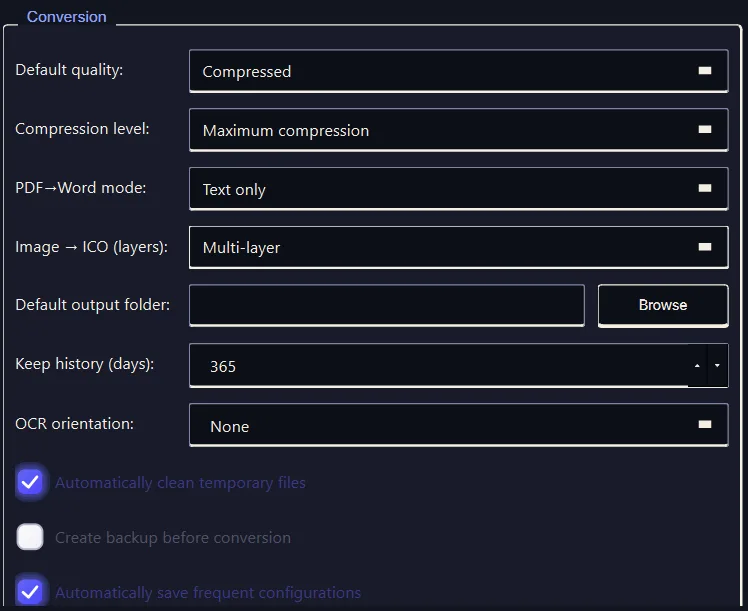 Conversion
Default quality: Compressed
Compression level: Maximum compression
PDF→Word mode: Text only
Image → ICO (layers): Multi-layer
Default output folder: Browse
Keep history (days): 365
OCR orientation: None
Automatically clean temporary files
Create backup before conversion
Automatically save frequent configurations